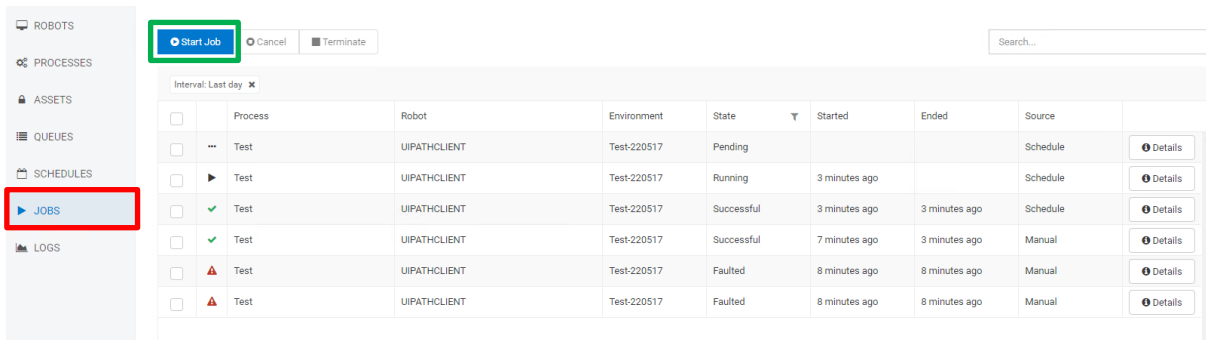 ROBOTS
PROCESSES
ASSETS
QUEUES
SCHEDULES
JOBS
LOGS
Start Job Cancel Terminate Search...
Interval: Last day ✖
Process Robot Environment State Started Ended Source
Test UIPATHCLIENT Test-220517 Pending Schedule Details
Test UIPATHCLIENT Test-220517 Running 3 minutes ago Schedule Details
Test UIPATHCLIENT Test-220517 Successful 3 minutes ago 3 minutes ago Schedule Details
Test UIPATHCLIENT Test-220517 Successful 7 minutes ago 3 minutes ago Manual Details
Test UIPATHCLIENT Test-220517 Faulted 8 minutes ago 8 minutes ago Manual Details
Test UIPATHCLIENT Test-220517 Faulted 8 minutes ago 8 minutes ago Manual Details